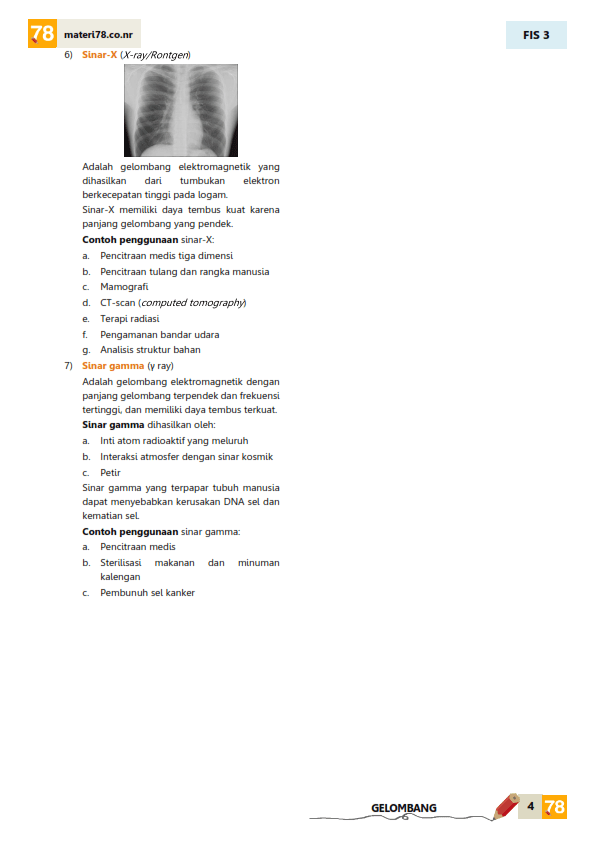 78 materi78.co.nr
FIS 3
6) Sinar-X (X-ray/Rontgen)
Adalah gelombang elektromagnetik yang
dihasilkan dari tumbukan elektron
berkecepatan tinggi pada logam.
Sinar-X memiliki daya tembus kuat karena
panjang gelombang yang pendek.
Contoh penggunaan sinar-X:
a. Pencitraan medis tiga dimensi
b. Pencitraan tulang dan rangka manusia
c. Mamografi
d. CT-scan (computed tomography)
e. Terapi radiasi
f. Pengamanan bandar udara
g. Analisis struktur bahan
7) Sinar gamma (γ ray)
Adalah gelombang elektromagnetik dengan
panjang gelombang terpendek dan frekuensi
tertinggi, dan memiliki daya tembus terkuat.
Sinar gamma dihasilkan oleh:
a. Inti atom radioaktif yang meluruh
b. Interaksi atmosfer dengan sinar kosmik
c. Petir
Sinar gamma yang terpapar tubuh manusia
dapat menyebabkan kerusakan DNA sel dan
kematian sel.
Contoh penggunaan sinar gamma:
a. Pencitraan medis
b. Sterilisasi makanan dan minuman
kalengan
c. Pembunuh sel kanker
GELOMBANG
4 78